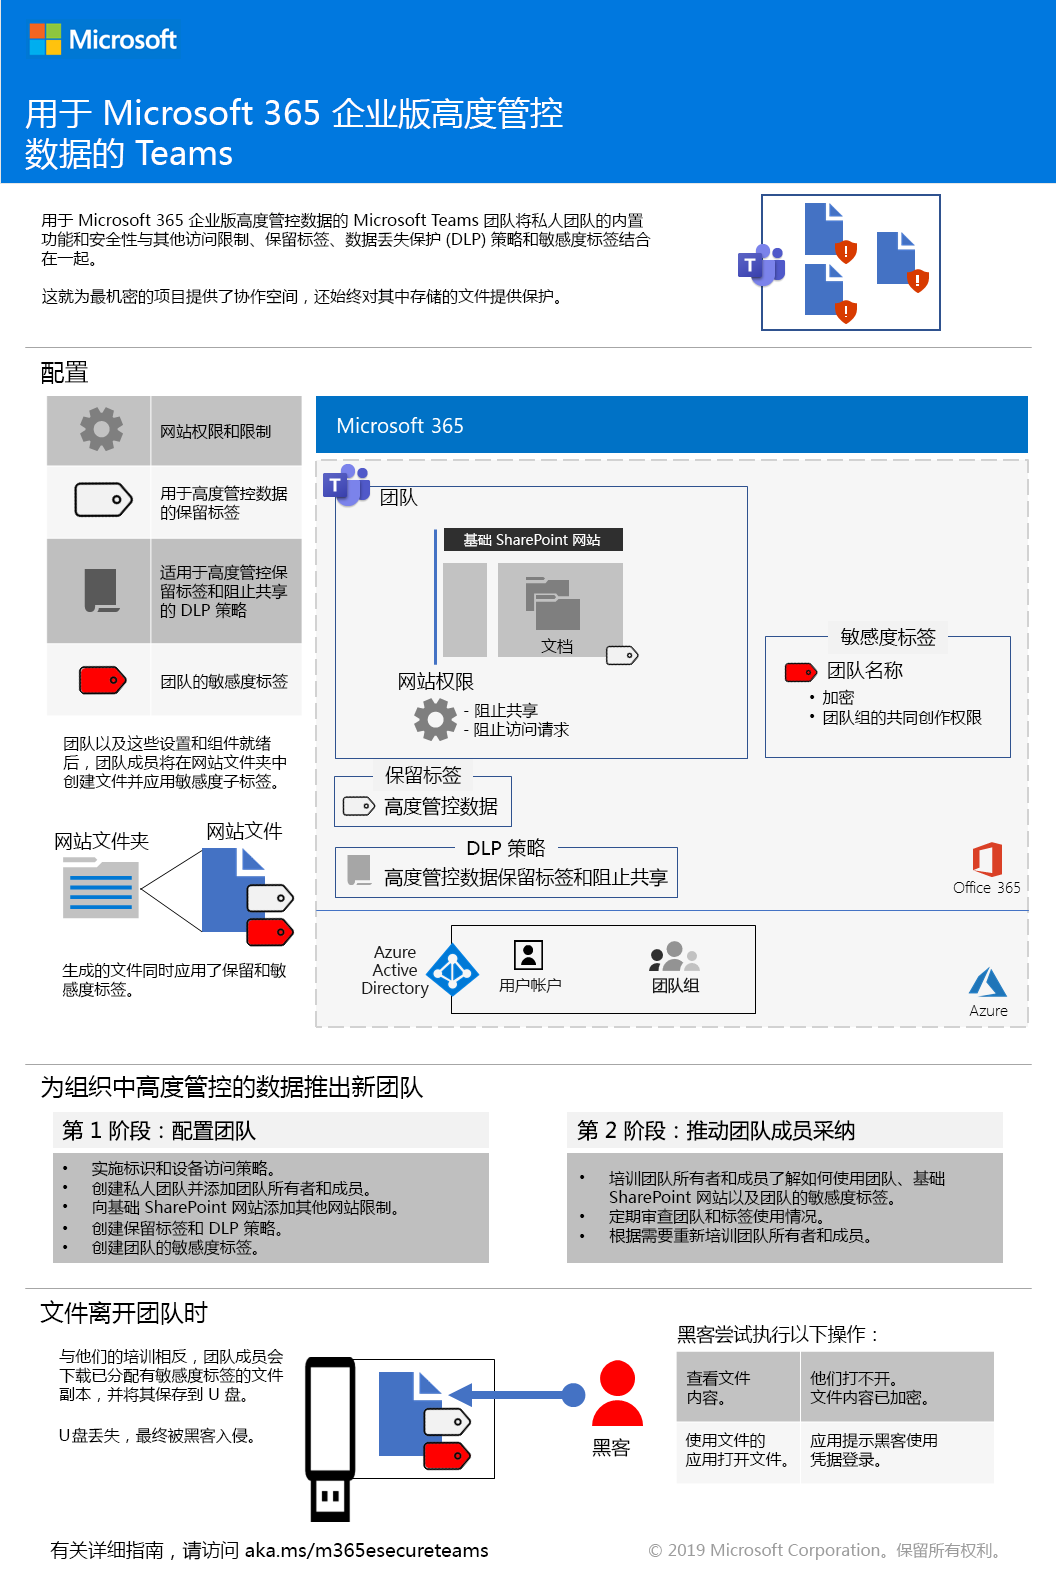 Microsoft
用于 Microsoft 365 企业版高度管控
数据的 Teams
用于 Microsoft 365 企业版高度管控数据的 Microsoft Teams 团队将私人团队的内置
功能和安全性与其他访问限制、保留标签、数据丢失保护 (DLP) 策略和敏感度标签结合
在一起。
这就为最机密的项目提供了协作空间，还始终对其中存储的文件提供保护。
配置
网站权限和限制
用于高度管控数据
的保留标签
适用于高度管控保
留标签和阻止共享
的 DLP 策略
团队的敏感度标签
团队以及这些设置和组件就绪
后，团队成员将在网站文件夹中
创建文件并应用敏感度子标签。
网站文件夹
网站文件
生成的文件同时应用了保留和敏
感度标签。
Microsoft 365
T
团队
基础 SharePoint 网站
文档
网站权限
- 阻止共享
- 阻止访问请求
敏感度标签
团队名称
• 加密
• 团队组的共同创作权限
保留标签
高度管控数据
DLP 策略
高度管控数据保留标签和阻止共享
Office 365
Azure
Active
Directory
用户帐户
团队组
Azure
为组织中高度管控的数据推出新团队
第 1 阶段：配置团队
• 实施标识和设备访问策略。
• 创建私人团队并添加团队所有者和成员。
• 向基础 SharePoint 网站添加其他网站限制。
• 创建保留标签和 DLP 策略。
• 创建团队的敏感度标签。
第 2 阶段：推动团队成员采纳
• 培训团队所有者和成员了解如何使用团队、基础
SharePoint 网站以及团队的敏感度标签。
• 定期审查团队和标签使用情况。
• 根据需要重新培训团队所有者和成员。
文件离开团队时
与他们的培训相反，团队成员会
下载已分配有敏感度标签的文件
副本，并将其保存到 U 盘。
U盘丢失，最终被黑客入侵。
黑客
黑客尝试执行以下操作：
查看文件
内容。
他们打不开。
文件内容已加密。
使用文件的
应用打开文件。
应用提示黑客使用
凭据登录。
有关详细指南，请访问 aka.ms/m365esecureteams
© 2019 Microsoft Corporation。保留所有权利。